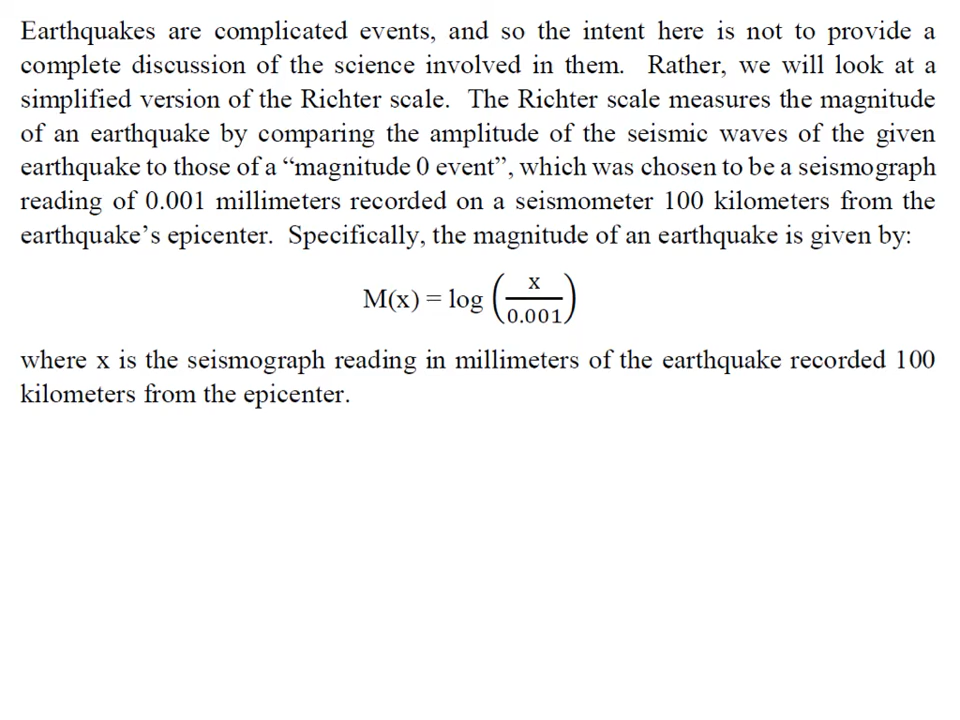 Earthquakes are complicated events, and so the intent here is not to provide a
complete discussion of the science involved in them. Rather, we will look at a
simplified version of the Richter scale. The Richter scale measures the magnitude
of an earthquake by comparing the amplitude of the seismic waves of the given
earthquake to those of a “magnitude 0 event”, which was chosen to be a seismograph
reading of 0.001 millimeters recorded on a seismometer 100 kilometers from the
earthquake’s epicenter. Specifically, the magnitude of an earthquake is given by:
M(x) = log (x/0.001)
where x is the seismograph reading in millimeters of the earthquake recorded 100
kilometers from the epicenter.